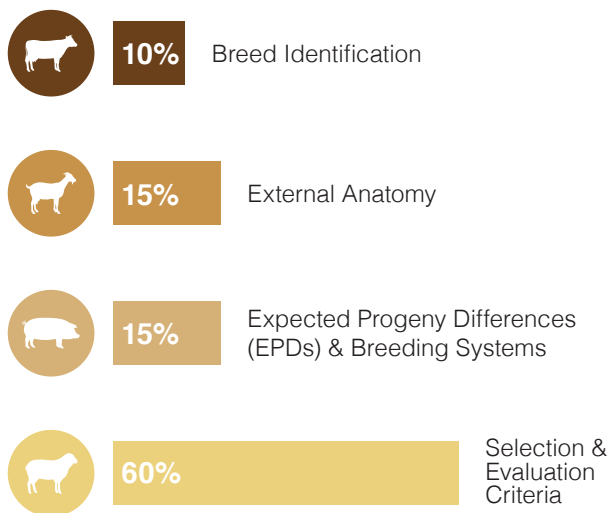 10% Breed Identification
15% External Anatomy
15% Expected Progeny Differences
(EPDs) & Breeding Systems
60% Selection &
Evaluation
Criteria